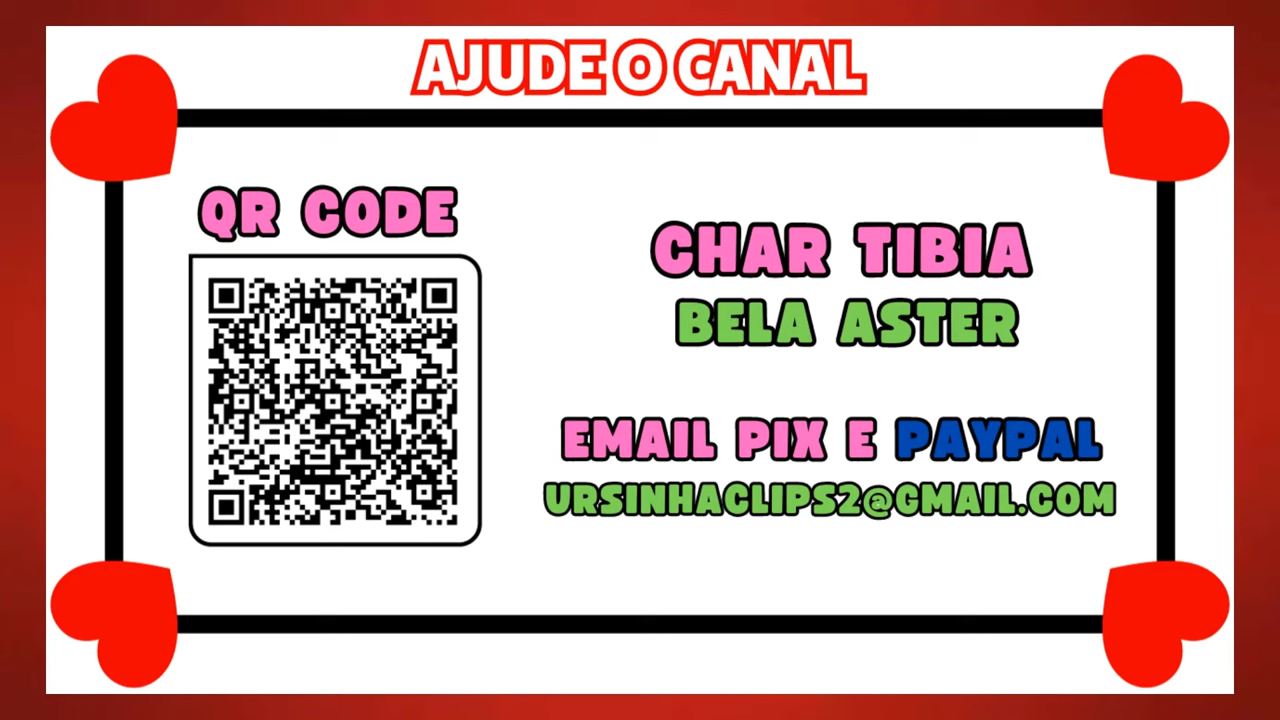 AJUDE O CANAL
QR CODE
CHAR TIBIA
BELA ASTER
EMAIL PIX E PAYPAL
URSINHACLIPS2@GMAIL.COM